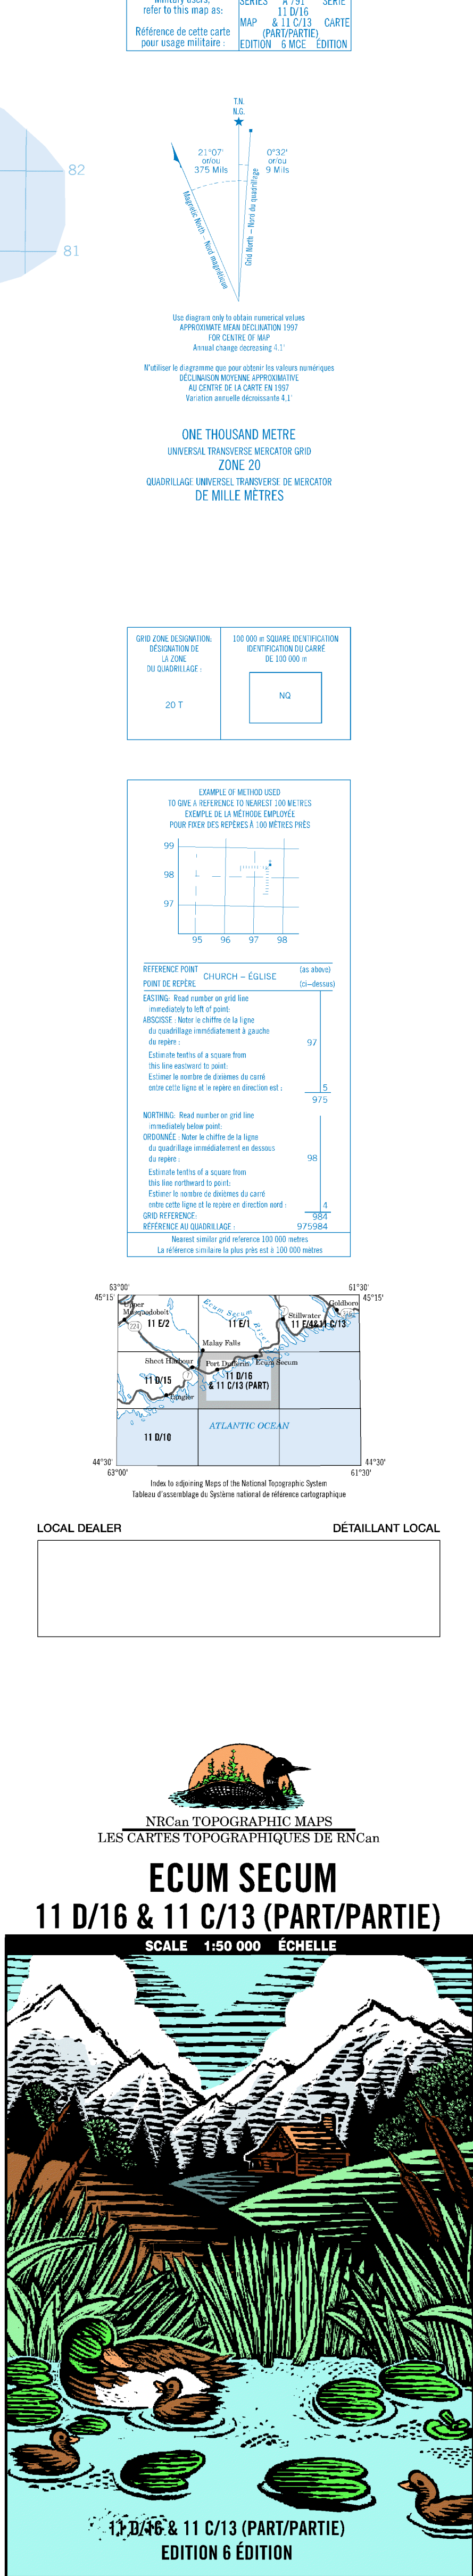 Military users,
refer to this map as:
Référence de cette carte
pour usage militaire :
SERIES A 791 SÉRIE
11 D/16
MAP & 11 C/13 CARTE
(PART/PARTIE)
EDITION 6 MCE ÉDITION
82
81
T.N.
N.G.
21°07'
or/ou
375 Mils
0°32'
or/ou
9 Mils
Magnetic North – Nord magnétique
Grid North – Nord du quadrillage
Use diagram only to obtain numerical values
APPROXIMATE MEAN DECLINATION 1997
FOR CENTRE OF MAP
Annual change decreasing 4.1'
N'utiliser le diagramme que pour obtenir les valeurs numériques
DÉCLINAISON MOYENNE APPROXIMATIVE
AU CENTRE DE LA CARTE EN 1997
Variation annuelle décroissante 4.1'
ONE THOUSAND METRE
UNIVERSAL TRANSVERSE MERCATOR GRID
ZONE 20
QUADRILLAGE UNIVERSEL TRANSVERSE DE MERCATOR
DE MILLE MÈTRES
GRID ZONE DESIGNATION:
DÉSIGNATION DE
LA ZONE
DU QUADRILLAGE :
20 T
100 000 m SQUARE IDENTIFICATION
IDENTIFICATION DU CARRÉ
DE 100 000 m
NQ
EXAMPLE OF METHOD USED
TO GIVE A REFERENCE TO NEAREST 100 METRES
EXEMPLE DE LA MÉTHODE EMPLOYÉE
POUR FIXER DES REPÈRES À 100 MÈTRES PRÈS
99
98
97
95 96 97 98
REFERENCE POINT
POINT DE REPÈRE
CHURCH – ÉGLISE
(as above)
(ci–dessus)
EASTING: Read number on grid line
immediately to left of point:
ABSCISSE : Noter le chiffre de la ligne
du quadrillage immédiatement à gauche
du repère : 97
Estimate tenths of a square from
this line eastward to point:
Estimer le nombre de dixièmes du carré
entre cette ligne et le repère en direction est : 5
975
NORTHING: Read number on grid line
immediately below point:
ORDONNÉE : Noter le chiffre de la ligne
du quadrillage immédiatement en dessous
du repère : 98
Estimate tenths of a square from
this line northward to point:
Estimer le nombre de dixièmes du carré
entre cette ligne et le repère en direction nord : 4
GRID REFERENCE: 984
RÉFÉRENCE AU QUADRILLAGE : 975984
Nearest similar grid reference 100 000 metres
La référence similaire la plus près est à 100 000 mètres
63°00' 61°30'
45°15' 45°15'
Upper
Musquodoboit
224
11 E/2
Ecum Secum River
11 E/1
Goldboro
Stillwater
11 F/4&11 C/13
Malay Falls
Sheet Harbour
Port Dufferin
Ecum Secum
7
11 D/15
11 D/16
& 11 C/13 (PART)
Tangier
ATLANTIC OCEAN
11 D/10
44°30' 44°30'
63°00' 61°30'
Index to adjoining Maps of the National Topographic System
Tableau d'assemblage du Système national de référence cartographique
LOCAL DEALER
DÉTAILLANT LOCAL
NRCan TOPOGRAPHIC MAPS
LES CARTES TOPOGRAPHIQUES DE RNCan
ECUM SECUM
11 D/16 & 11 C/13 (PART/PARTIE)
SCALE 1:50 000 ÉCHELLE
11 D/16 & 11 C/13 (PART/PARTIE)
EDITION 6 ÉDITION